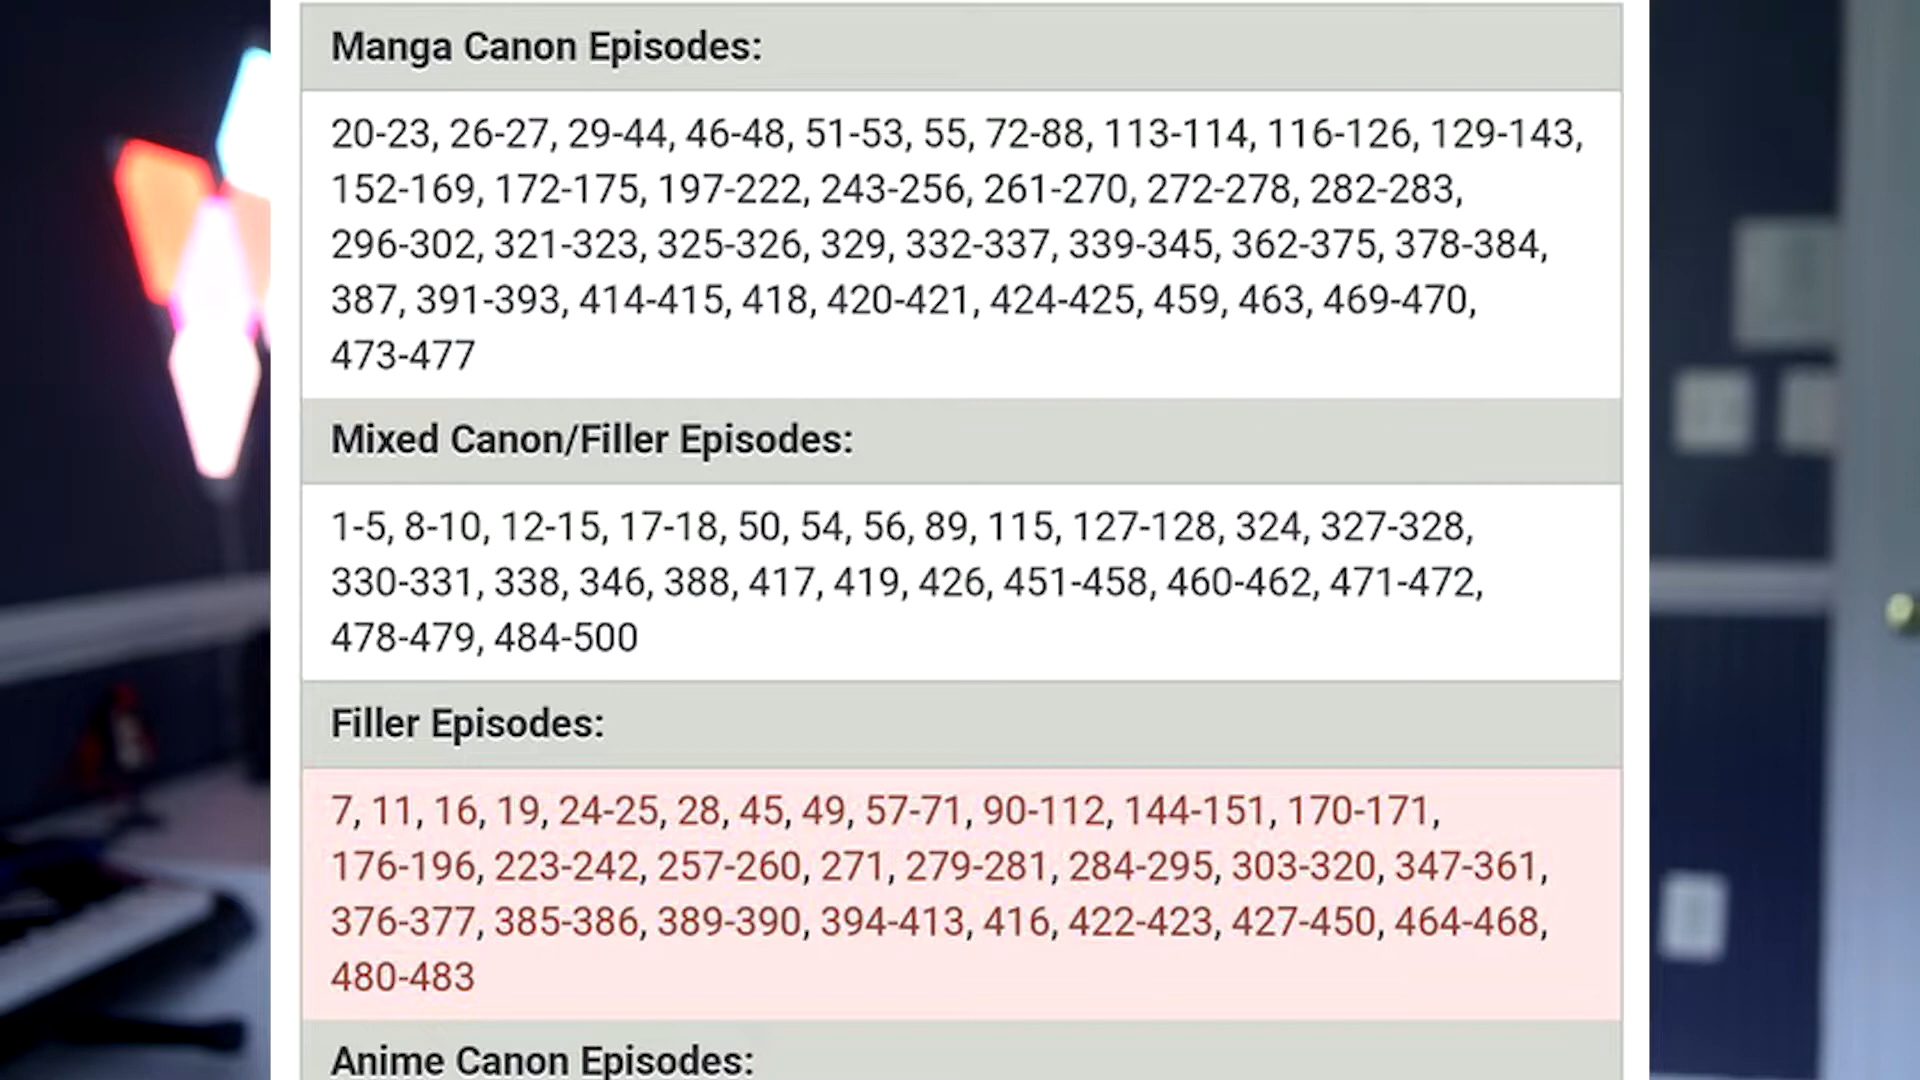 Manga Canon Episodes:
20-23, 26-27, 29-44, 46-48, 51-53, 55, 72-88, 113-114, 116-126, 129-143,
152-169, 172-175, 197-222, 243-256, 261-270, 272-278, 282-283,
296-302, 321-323, 325-326, 329, 332-337, 339-345, 362-375, 378-384,
387, 391-393, 414-415, 418, 420-421, 424-425, 459, 463, 469-470,
473-477
Mixed Canon/Filler Episodes:
1-5, 8-10, 12-15, 17-18, 50, 54, 56, 89, 115, 127-128, 324, 327-328,
330-331, 338, 346, 388, 417, 419, 426, 451-458, 460-462, 471-472,
478-479, 484-500
Filler Episodes:
7, 11, 16, 19, 24-25, 28, 45, 49, 57-71, 90-112, 144-151, 170-171,
176-196, 223-242, 257-260, 271, 279-281, 284-295, 303-320, 347-361,
376-377, 385-386, 389-390, 394-413, 416, 422-423, 427-450, 464-468,
480-483
Anime Canon Episodes: